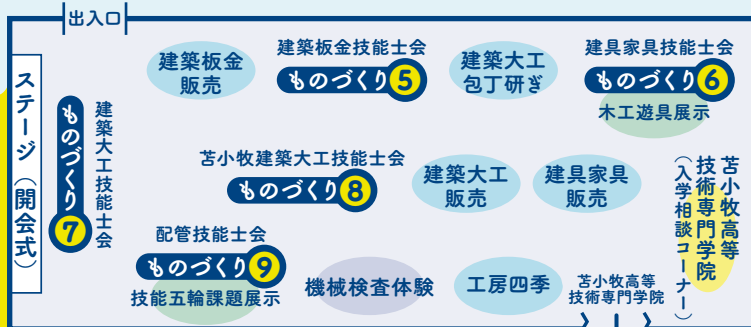 出入口
ステージ（開会式）
建築大工技能士会
ものづくり7
建築板金
販売
建築板金技能士会
ものづくり5
建築大工
包丁研ぎ
建具家具技能士会
ものづくり6
木工遊具展示
苫小牧建築大工技能士会
ものづくり8
建築大工
販売
建具家具
販売
苫小牧高等
技術専門学院
（入学相談コーナー）
配管技能士会
ものづくり9
技能五輪課題展示
機械検査体験
工房四季
苫小牧高等
技術専門学院